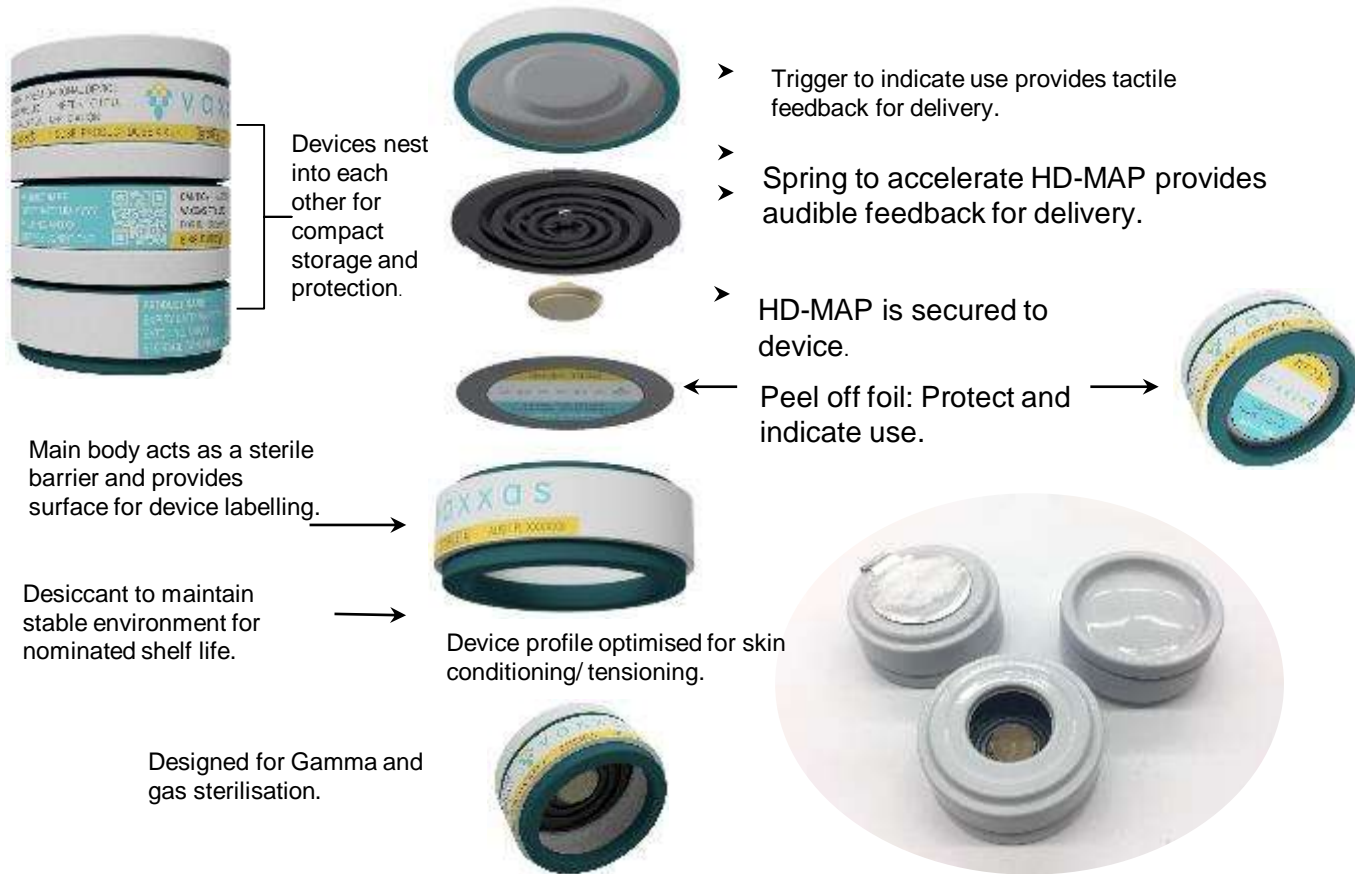 Trigger to indicate use provides tactile
feedback for delivery.
Devices nest
into each
other for
compact
storage and
protection.
Spring to accelerate HD-MAP provides
audible feedback for delivery.
HD-MAP is secured to
device.
Peel off foil: Protect and
indicate use.
Main body acts as a sterile
barrier and provides
surface for device labelling.
axxas
Desiccant to maintain
stable environment for
nominated shelf life.
Device profile optimised for skin
conditioning/ tensioning.
Designed for Gamma and
gas sterilisation.